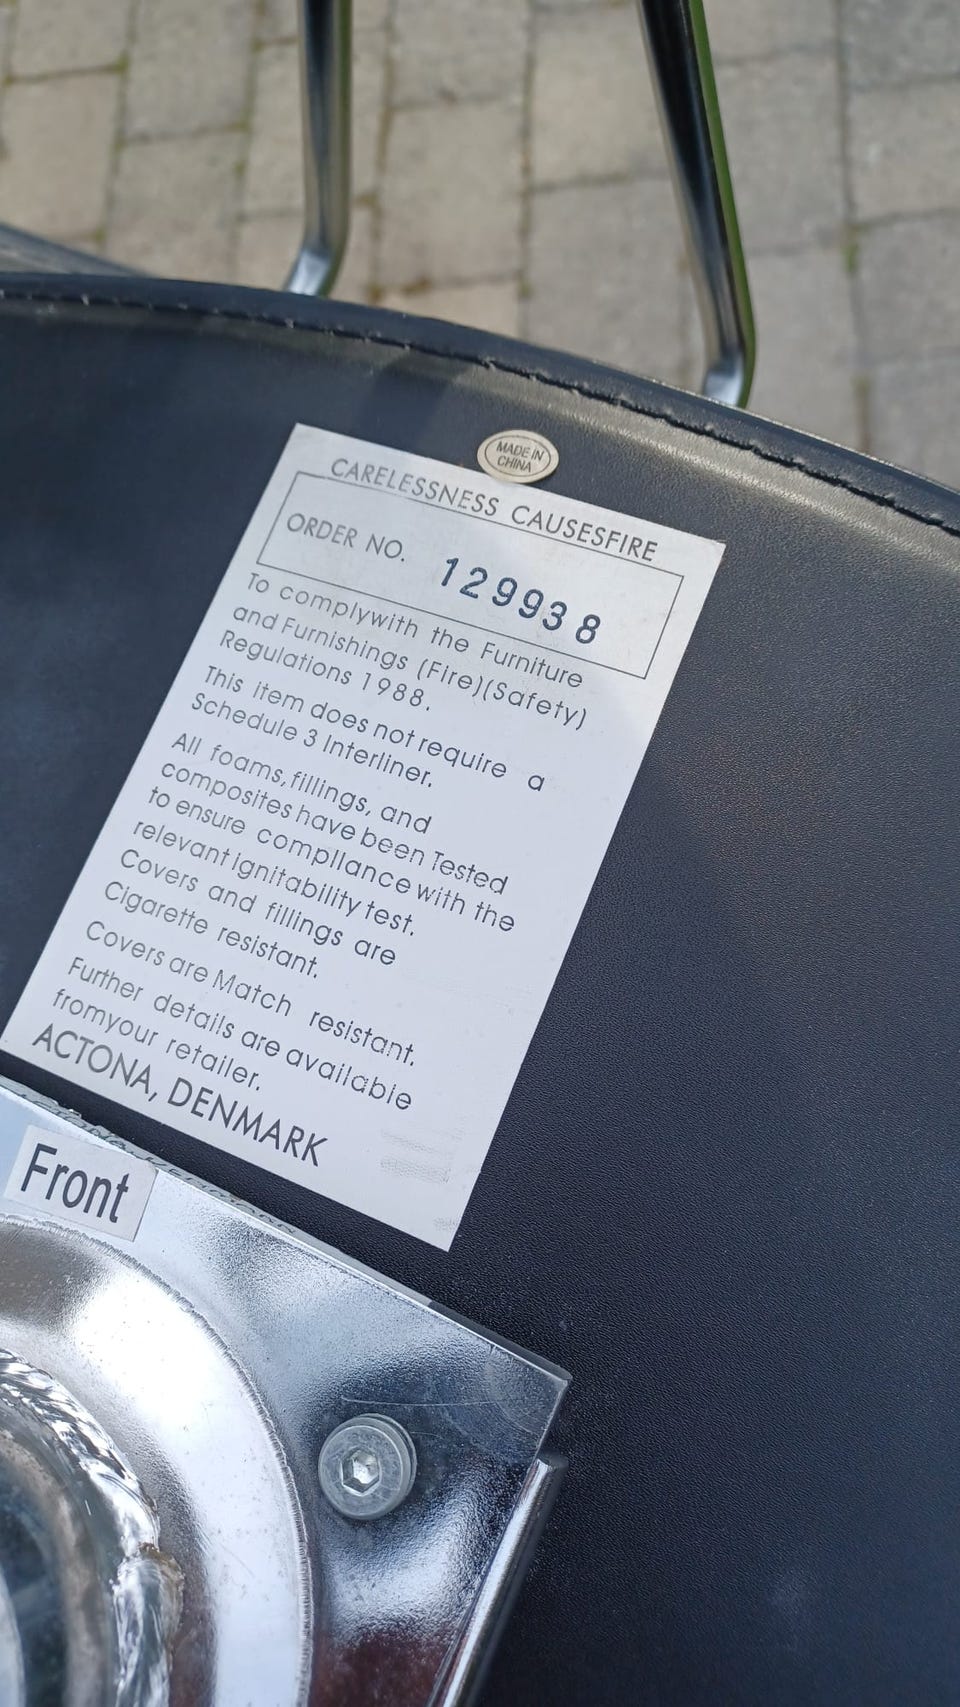 MADE IN
CHINA
CARELESSNESS CAUSESFIRE
ORDER NO. 129938
To complywith the Furniture
and Furnishings (Fire)(Safety)
Regulations 1988.
This item does not require a
Schedule 3 Interliner.
All foams, fillings, and
composites have been Tested
to ensure compliance with the
relevant ignitability test.
Covers and fillings are
Cigarette resistant.
Covers are Match resistant.
Further details are available
fromyour retailer.
ACTONA, DENMARK
Front